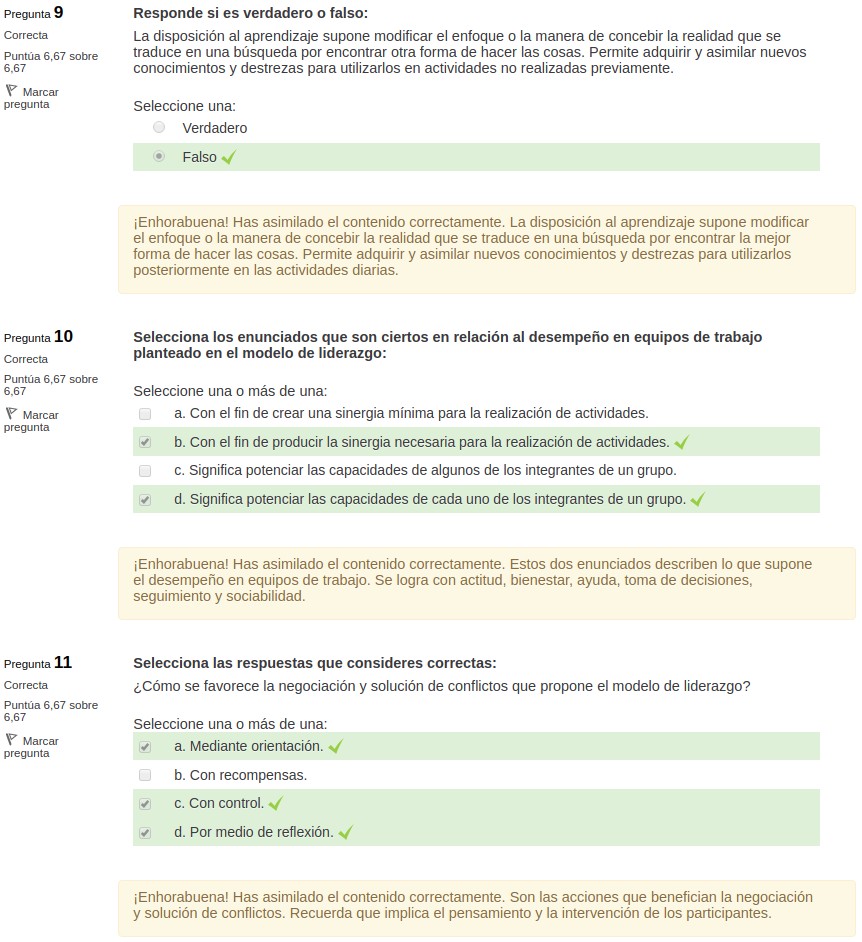 Pregunta 9
Correcta
Puntúa 6,67 sobre
6,67
Marcar
pregunta
Responde si es verdadero o falso:
La disposición al aprendizaje supone modificar el enfoque o la manera de concebir la realidad que se
traduce en una búsqueda por encontrar otra forma de hacer las cosas. Permite adquirir y asimilar nuevos
conocimientos y destrezas para utilizarlos en actividades no realizadas previamente.
Seleccione una:
Verdadero
Falso
¡Enhorabuena! Has asimilado el contenido correctamente. La disposición al aprendizaje supone modificar
el enfoque o la manera de concebir la realidad que se traduce en una búsqueda por encontrar la mejor
forma de hacer las cosas. Permite adquirir y asimilar nuevos conocimientos y destrezas para utilizarlos
posteriormente en las actividades diarias.
Pregunta 10
Correcta
Puntúa 6,67 sobre
6,67
Marcar
pregunta
Selecciona los enunciados que son ciertos en relación al desempeño en equipos de trabajo
planteado en el modelo de liderazgo:
Seleccione una o más de una:
a. Con el fin de crear una sinergia mínima para la realización de actividades.
b. Con el fin de producir la sinergia necesaria para la realización de actividades.
c. Significa potenciar las capacidades de algunos de los integrantes de un grupo.
d. Significa potenciar las capacidades de cada uno de los integrantes de un grupo.
¡Enhorabuena! Has asimilado el contenido correctamente. Estos dos enunciados describen lo que supone
el desempeño en equipos de trabajo. Se logra con actitud, bienestar, ayuda, toma de decisiones,
seguimiento y sociabilidad.
Pregunta 11
Correcta
Puntúa 6,67 sobre
6,67
Marcar
pregunta
Selecciona las respuestas que consideres correctas:
¿Cómo se favorece la negociación y solución de conflictos que propone el modelo de liderazgo?
Seleccione una o más de una:
a. Mediante orientación.
b. Con recompensas.
c. Con control.
d. Por medio de reflexión.
¡Enhorabuena! Has asimilado el contenido correctamente. Son las acciones que benefician la negociación
y solución de conflictos. Recuerda que implica el pensamiento y la intervención de los participantes.